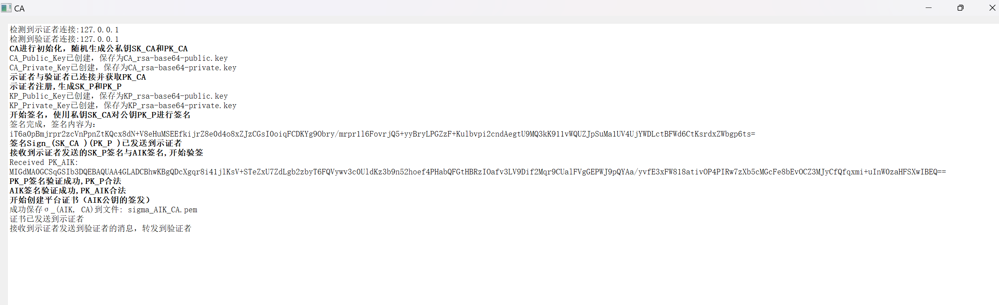 CA
检测到示证者连接:127.0.0.1
检测到验证者连接:127.0.0.1
CA进行初始化，随机生成公私钥SK_CA和PK_CA
CA_Public_Key已创建，保存为CA_rsa-base64-public.key
CA_Private_Key已创建，保存为CA_rsa-base64-private.key
示证者与验证者已连接并获取PK_CA
示证者注册,生成SK_P和PK_P
KP_Public_Key已创建，保存为KP_rsa-base64-public.key
KP_Private_Key已创建，保存为KP_rsa-base64-private.key
开始签名，使用私钥SK_CA对公钥PK_P进行签名
签名完成，签名内容为:
iT6aOpBmjrpr2zcVnPpnZtKQcx8dN+V8eHuMSEEfkijrZ8eOd4o8xZJzCGsIOoiqFCDKYg9Obry/mrpr1l6FovrjQ5+yyBryLPGZzF+Kulbvpi2cndAegtU9MQ3kK911vWQUZJpSuMa1UV4UjYWDLctBFWd6CtKsrdxZWbgp6ts=
签名Sign_(SK_CA )(PK_P )已发送到示证者
接收到示证者发送的SK_P签名与AIK签名,开始验签
Received PK_AIK:
MIGdMA0GCSqGSIb3DQEBAQUAA4GLADCBhwKBgQDcXgqr8i41jlKsV+STeZxU7ZdLgb2zbyT6FQVywv3c0UldKz3b9n52hoef4PHabQFGtHBRzIOafv3LV9Dif2Mqr9CUalFVgGEPWJ9pQYAa/yvfE3xFW818ativOP4PIRw7zXb5cMGcFe8bEvOCZ3MJyCfQfqxmi+uInW0zaHFSXwIBEQ==
PK_P签名验证成功,PK_P合法
AIK签名验证成功,PK_AIK合法
开始创建平台证书（AIK公钥的签发）
成功保存σ_(AIK, CA)到文件: sigma_AIK_CA.pem
证书已发送到示证者
接收到示证者发送到验证者的消息，转发到验证者